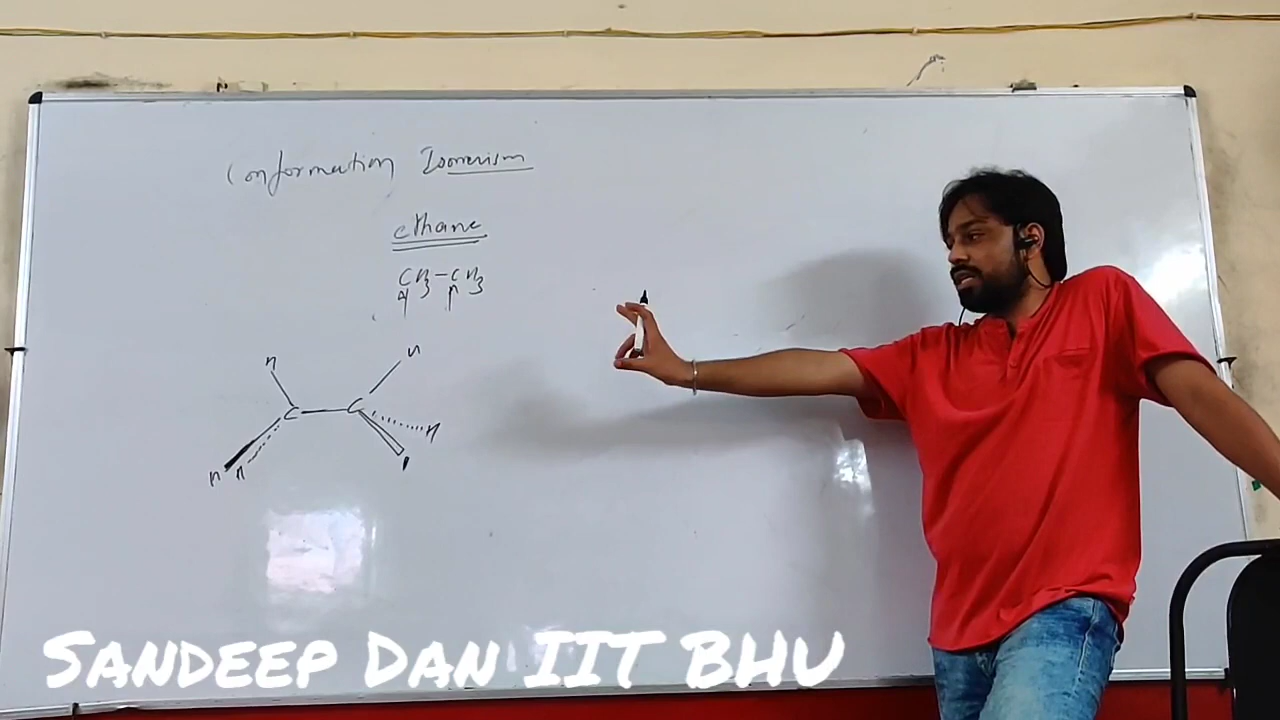 Conformation Isomerism
ethane
CH3-CH3
H H
C C
H
H H
SANDEEP DAN IIT BHU